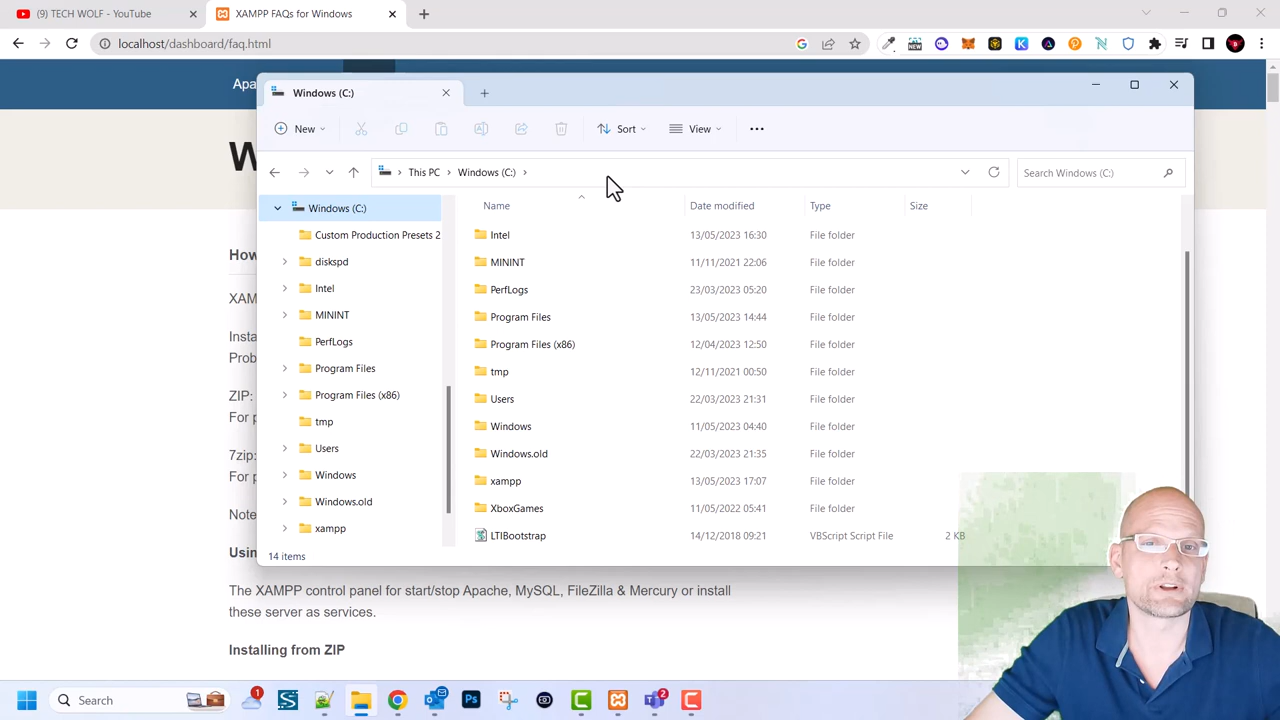 (9) TECH WOLF - YouTube
XAMPP FAQs for Windows
localhost/dashboard/faq.html
NEW
Apa
W
How
XAM
Insta
Prob
ZIP:
For p
7zip:
For p
Note
Usin
The XAMPP control panel for start/stop Apache, MySQL, FileZilla & Mercury or install
these server as services.
Installing from ZIP
Windows (C:)
New
Sort
View
This PC > Windows (C:) >
Search Windows (C:)
Windows (C:)
Custom Production Presets 2
diskspd
Intel
MININT
PerfLogs
Program Files
Program Files (x86)
tmp
Users
Windows
Windows.old
xampp
Name Date modified Type Size
Intel 13/05/2023 16:30 File folder
MININT 11/11/2021 22:06 File folder
PerfLogs 23/03/2023 05:20 File folder
Program Files 13/05/2023 14:44 File folder
Program Files (x86) 12/04/2023 12:50 File folder
tmp 12/11/2021 00:50 File folder
Users 22/03/2023 21:31 File folder
Windows 11/05/2023 04:40 File folder
Windows.old 22/03/2023 21:35 File folder
xampp 13/05/2023 17:07 File folder
XboxGames 11/05/2022 05:41 File folder
LTIBootstrap 14/12/2018 09:21 VBScript Script File 2 KB
14 items
Search
1
S
Ps
2